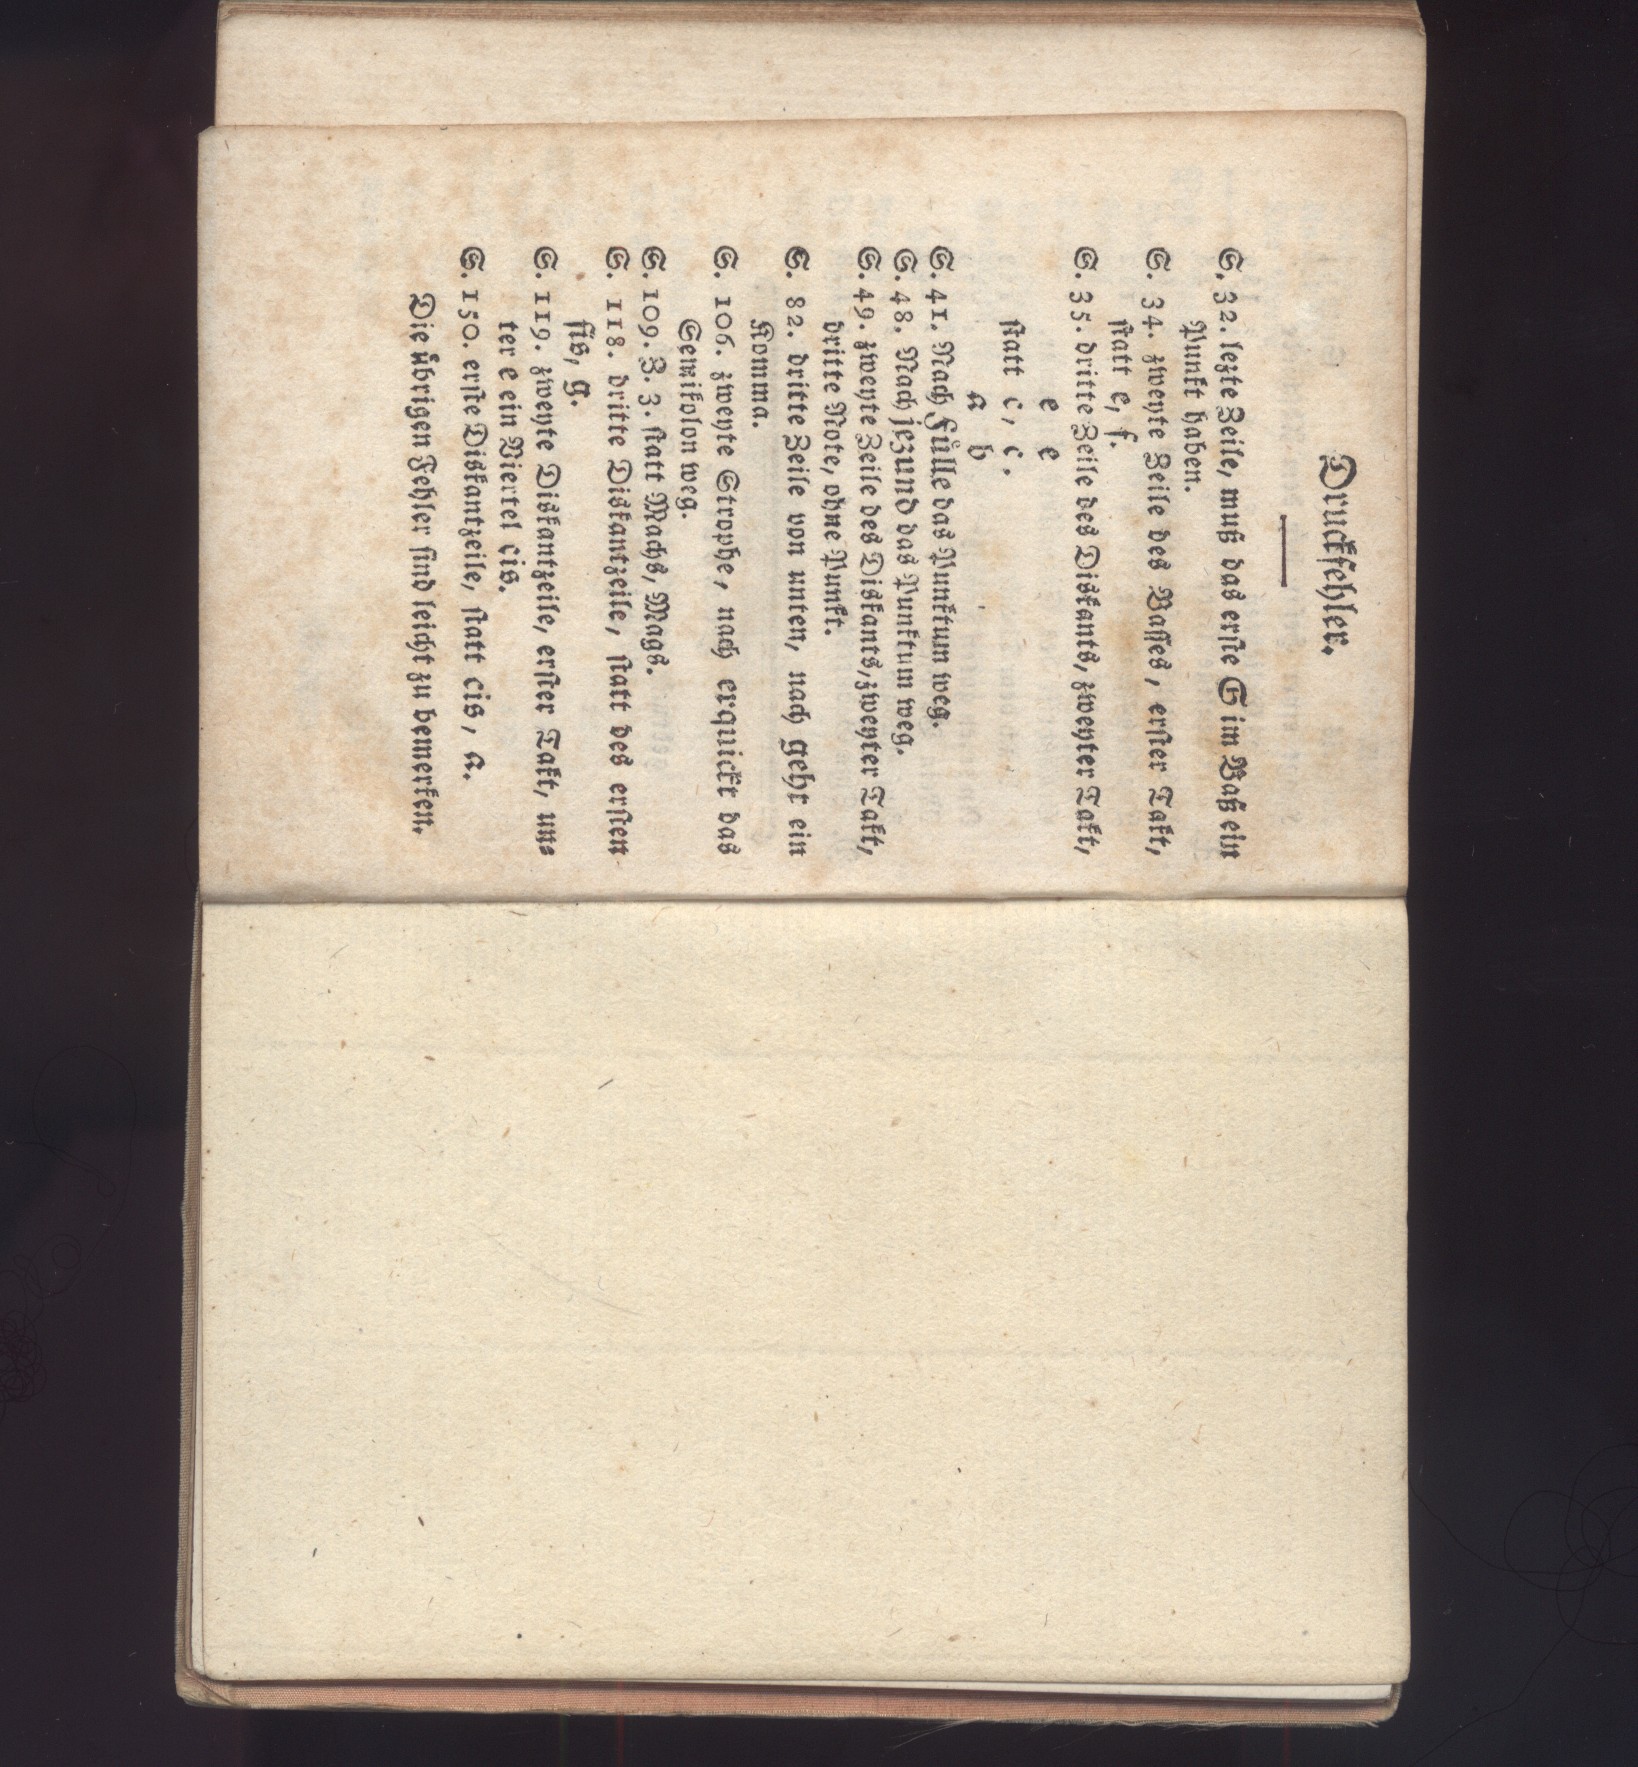 Druckfehler.
S. 32. lezte Zeile, muß das erste G im Baß ein
Punkt haben.
S. 34. zweyte Zeile des Basses, erster Takt,
statt e, f.
S. 35. dritte Zeile des Diskants, zweyter Takt,
e e
statt c, c.
a b
S. 41. Nach Fülle das Punktum weg.
S. 48. Nach jezund das Punktum weg.
S. 49. zweyte Zeile des Diskants, zweyter Takt,
dritte Note, ohne Punkt.
S. 82. dritte Zeile von unten, nach geht ein
Komma.
S. 106. zweyte Strophe, nach erquickt das
Semikolon weg.
S. 109. Z. 3. statt Machs, Mags.
S. 118. dritte Diskantzeile, statt des ersten
fis, g.
S. 119. zweyte Diskantzeile, erster Takt, un-
ter e ein Viertel cis.
S. 150. erste Diskantzeile, statt cis, a.
Die übrigen Fehler sind leicht zu bemerken.